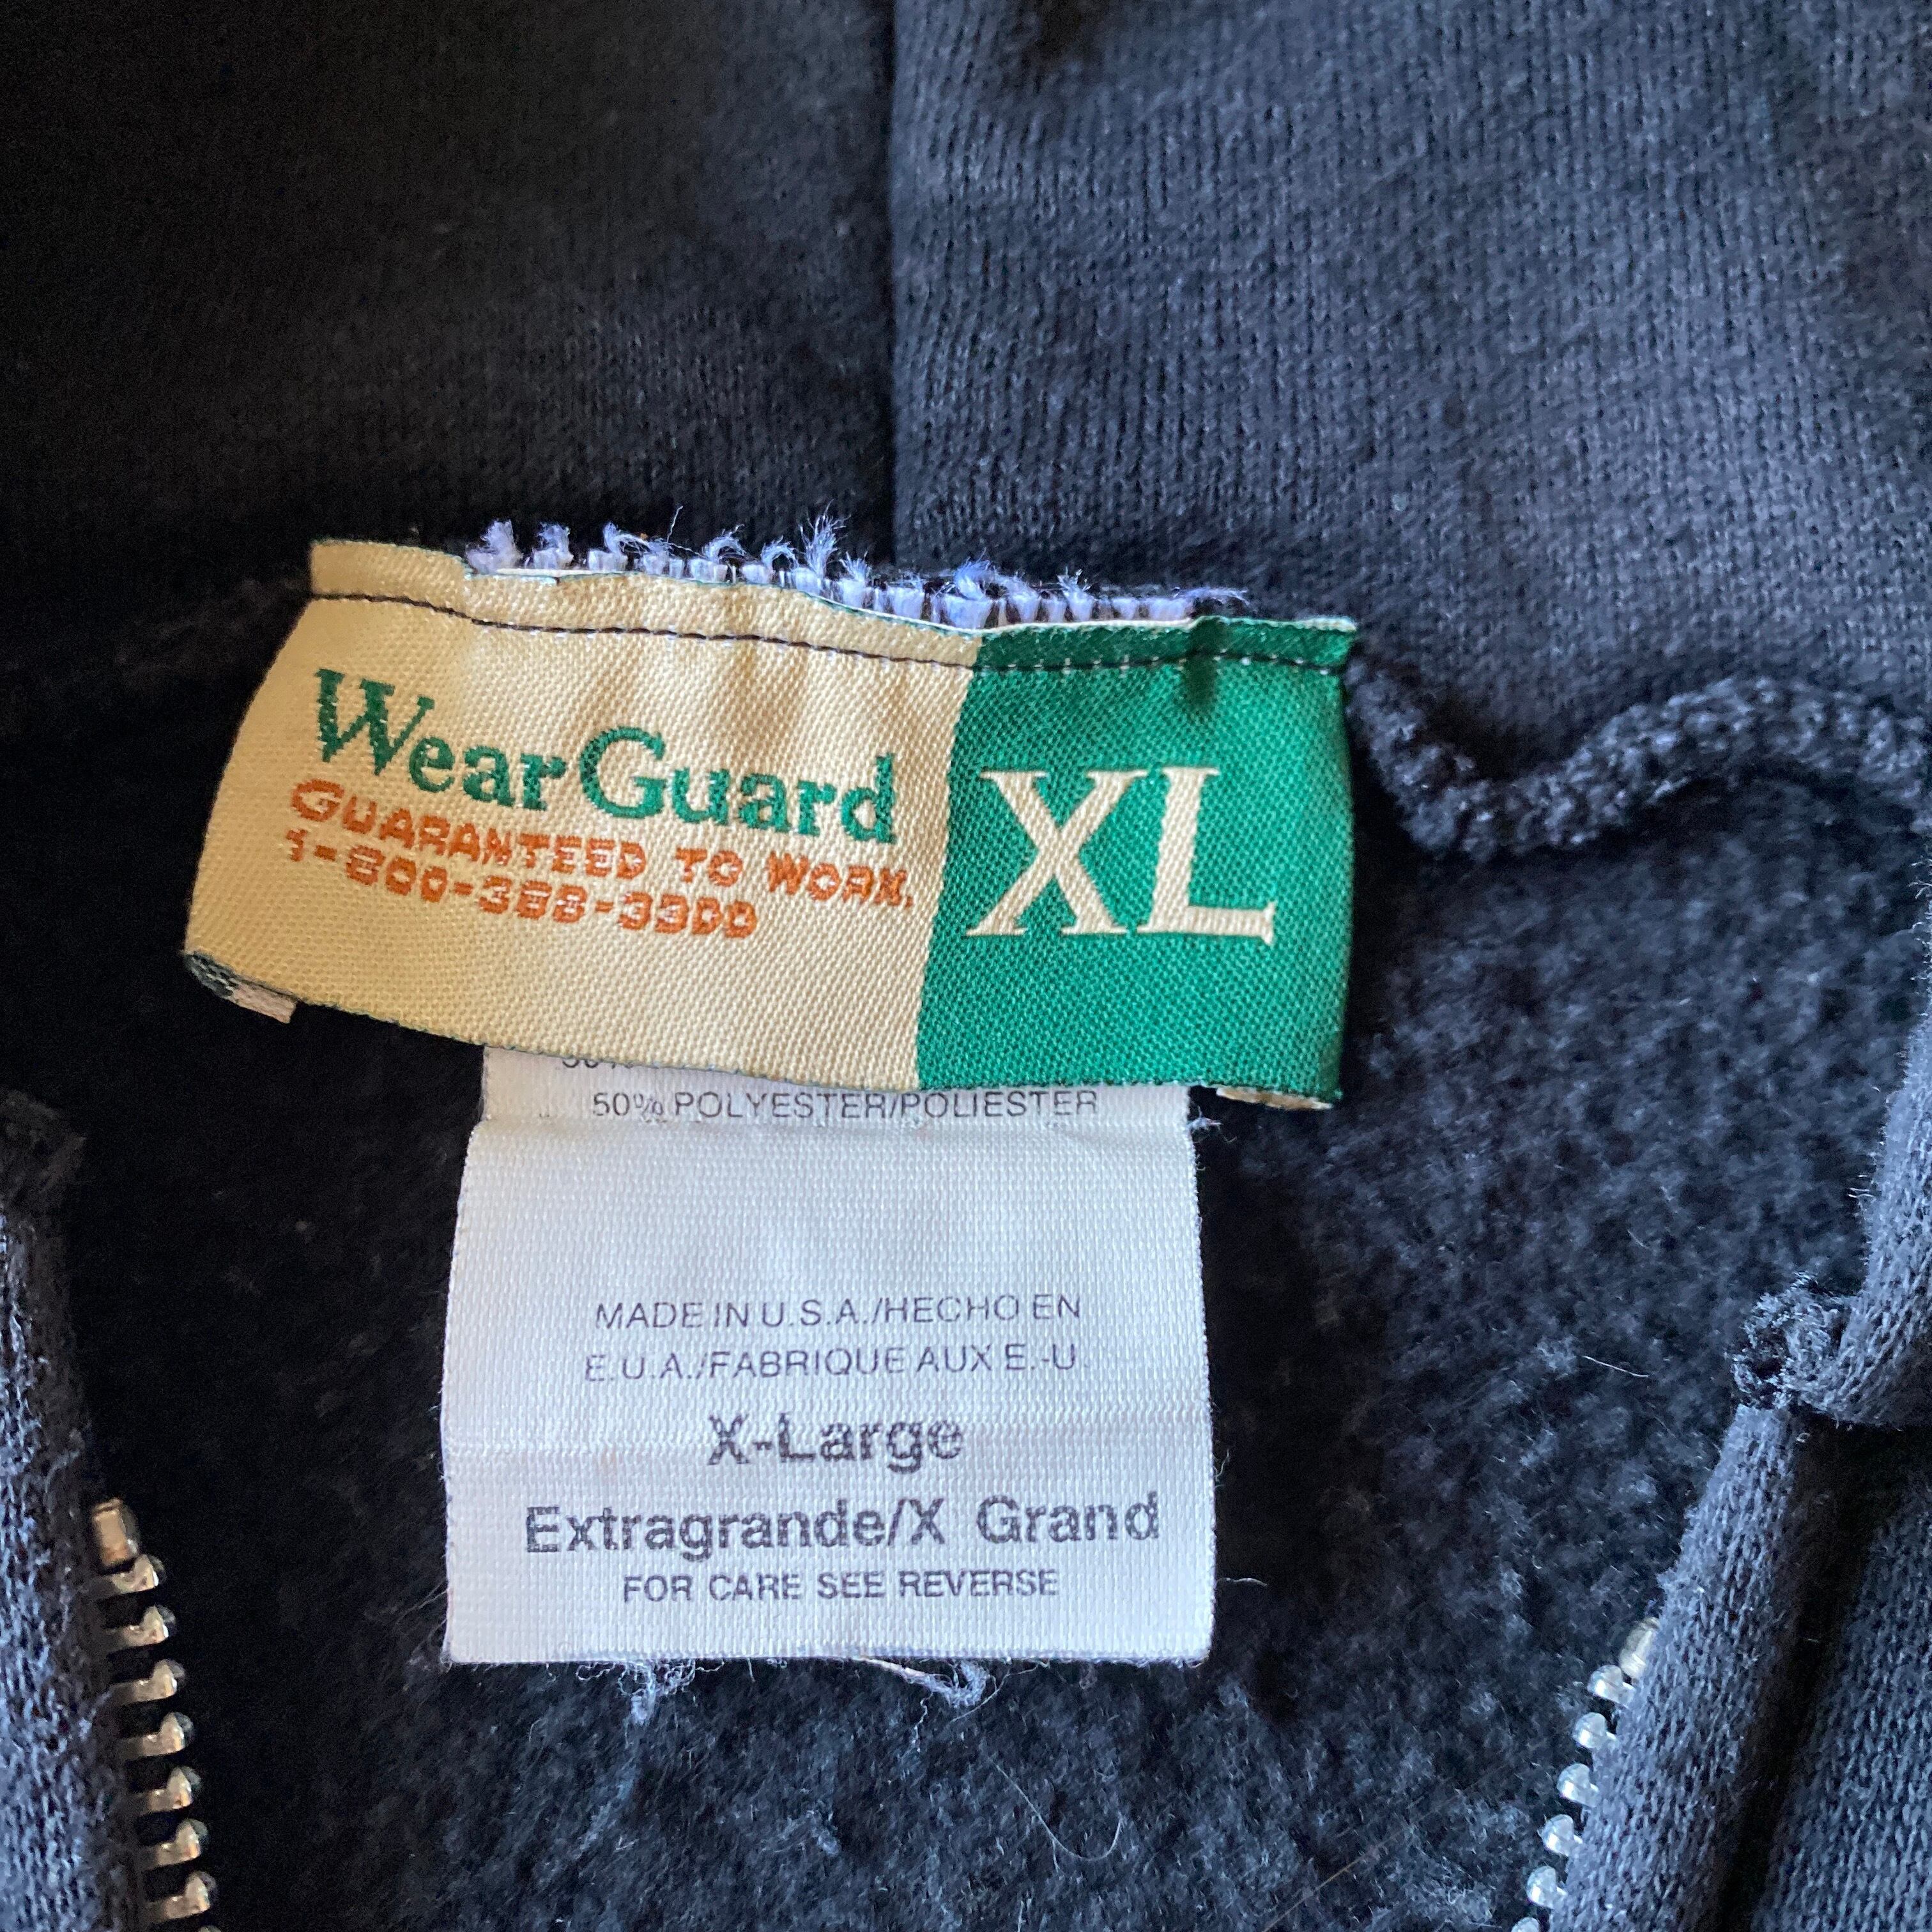 WearGuard
GUARANTEED TO WORK.
1-800-388-3300
XL
50% POLYESTER/POLIESTER
MADE IN U.S.A./HECHO EN
E.U.A./FABRIQUE AUX E.-U.
X-Large
Extragrande/X Grand
FOR CARE SEE REVERSE